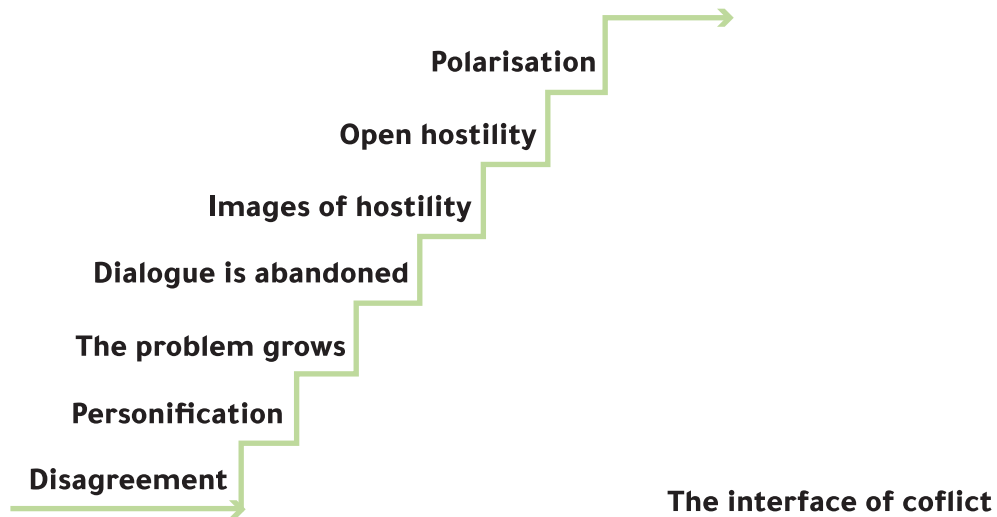 Polarisation
Open hostility
Images of hostility
Dialogue is abandoned
The problem grows
Personification
Disagreement
The interface of coflict